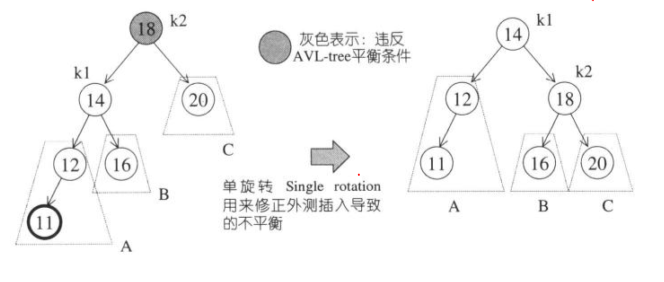 18 k2
灰色表示：违反
AVL-tree平衡条件
k1
14
20
C
12
16
B
11
A
单旋转 Single rotation
用来修正外测插入导致
的不平衡
14 k1
k2
12
18
11
16
20
A
B
C